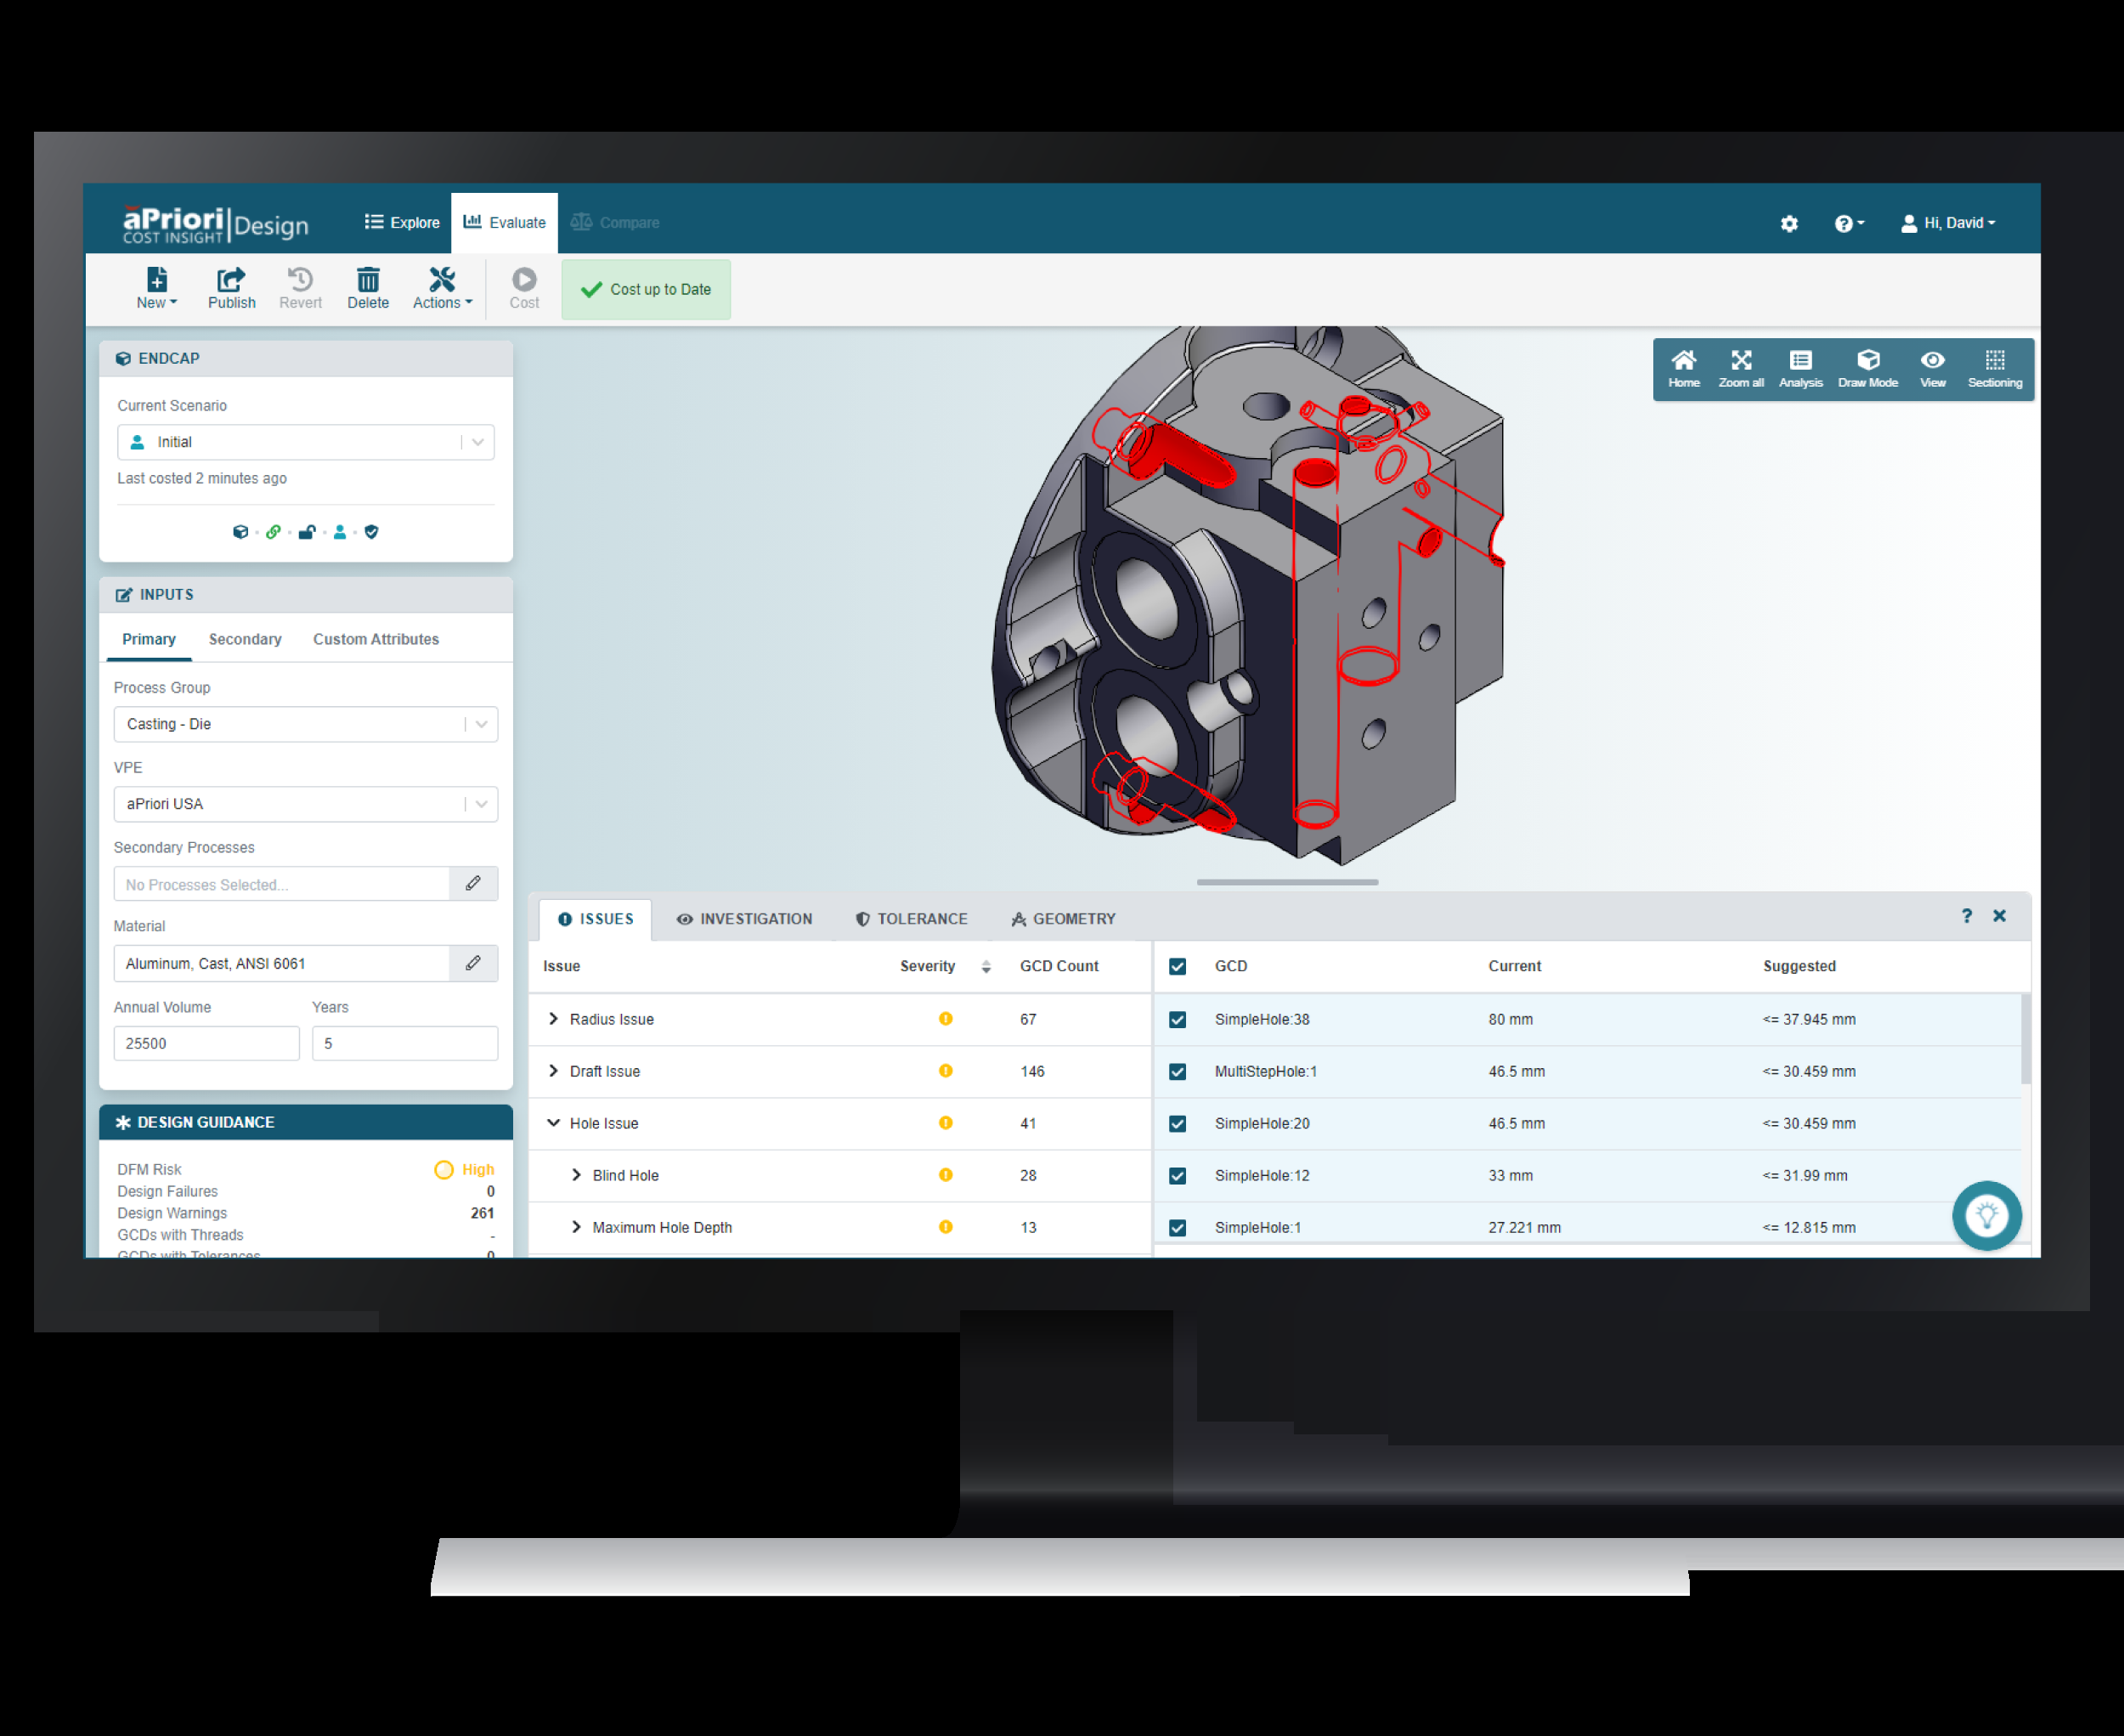 aPriori | Design
COST INSIGHT
Explore
Evaluate
Compare
Hi, David
New
Publish
Revert
Delete
Actions
Cost
Cost up to Date
ENDCAP
Current Scenario
Initial
Last costed 2 minutes ago
INPUTS
Primary
Secondary
Custom Attributes
Process Group
Casting - Die
VPE
aPriori USA
Secondary Processes
No Processes Selected...
Material
Aluminum, Cast, ANSI 6061
Annual Volume Years
25500 5
DESIGN GUIDANCE
DFM Risk High
Design Failures 0
Design Warnings 261
GCDs with Threads -
GCDs with Tolerances 0
Home
Zoom all
Analysis
Draw Mode
View
Sectioning
ISSUES
INVESTIGATION
TOLERANCE
GEOMETRY
? ×
Issue Severity GCD Count
Radius Issue 67
Draft Issue 146
Hole Issue 41
Blind Hole 28
Maximum Hole Depth 13
GCD Current Suggested
SimpleHole:38 80 mm <= 37.945 mm
MultiStepHole:1 46.5 mm <= 30.459 mm
SimpleHole:20 46.5 mm <= 30.459 mm
SimpleHole:12 33 mm <= 31.99 mm
SimpleHole:1 27.221 mm <= 12.815 mm